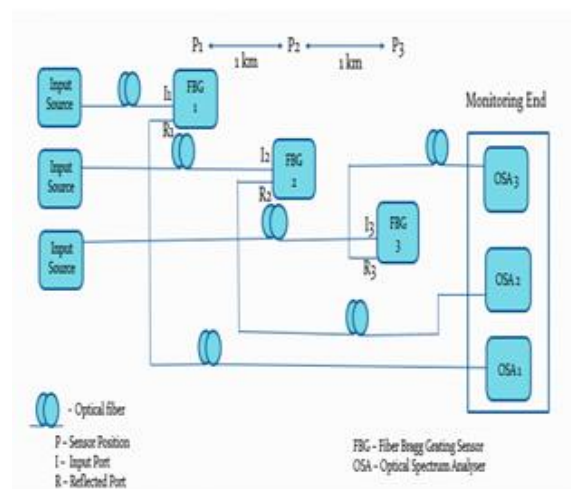 P1 P2 P3
1 km 1 km
Input
Source
I1
FBG
1
R1
Monitoring End
Input
Source
I2
FBG
2
R2
OSA 3
Input
Source
I3
FBG
3
R3
OSA 2
OSA 1
- Optical fiber
P – Sensor Position
I – Input Port
R – Reflected Port
FBG – Fiber Bragg Grating Sensor
OSA – Optical Spectrum Analyser